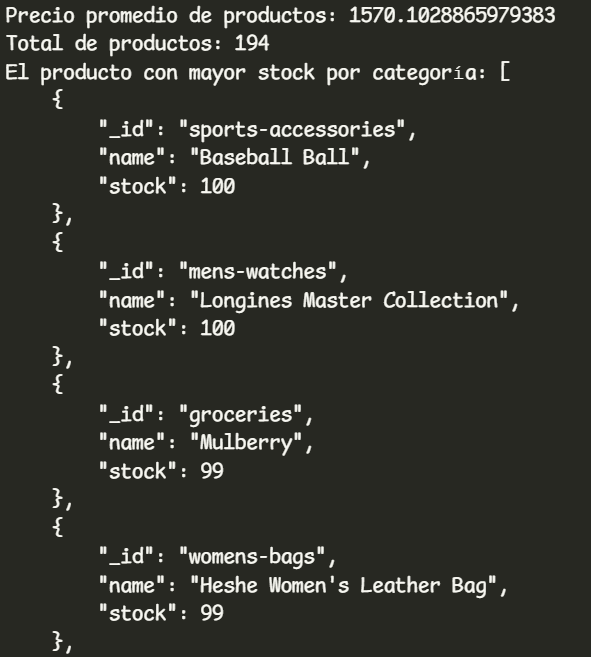 Precio promedio de productos: 1570.1028865979383
Total de productos: 194
El producto con mayor stock por categoría: [
    {
        "_id": "sports-accessories",
        "name": "Baseball Ball",
        "stock": 100
    },
    {
        "_id": "mens-watches",
        "name": "Longines Master Collection",
        "stock": 100
    },
    {
        "_id": "groceries",
        "name": "Mulberry",
        "stock": 99
    },
    {
        "_id": "womens-bags",
        "name": "Heshe Women's Leather Bag",
        "stock": 99
    },